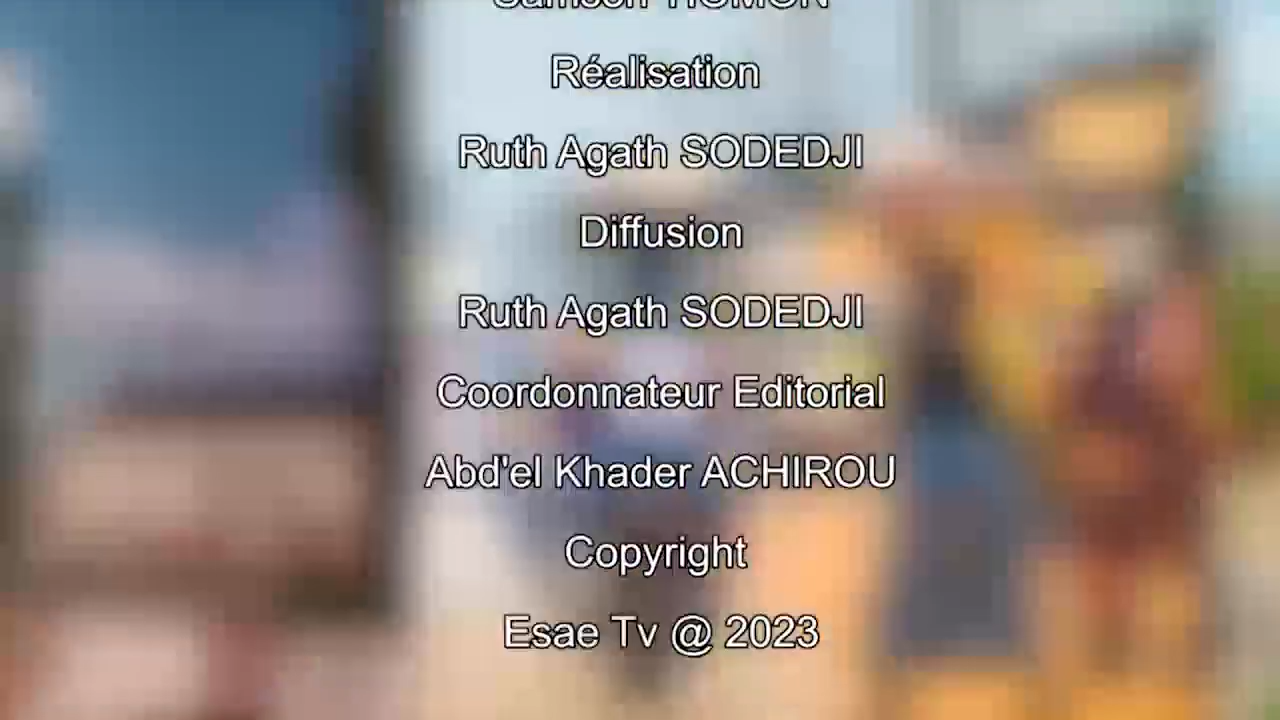 Réalisation
Ruth Agath SODEDJI
Diffusion
Ruth Agath SODEDJI
Coordonnateur Editorial
Abd'el Khader ACHIROU
Copyright
Esae Tv @ 2023